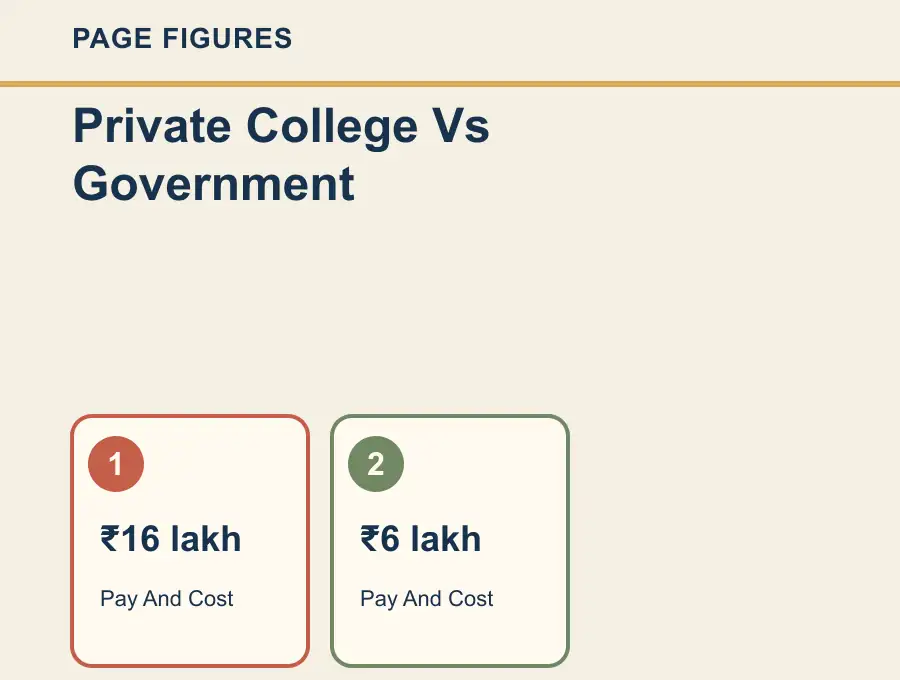 PAGE FIGURES
Private College Vs
Government
1
₹16 lakh
Pay And Cost
2
₹6 lakh
Pay And Cost